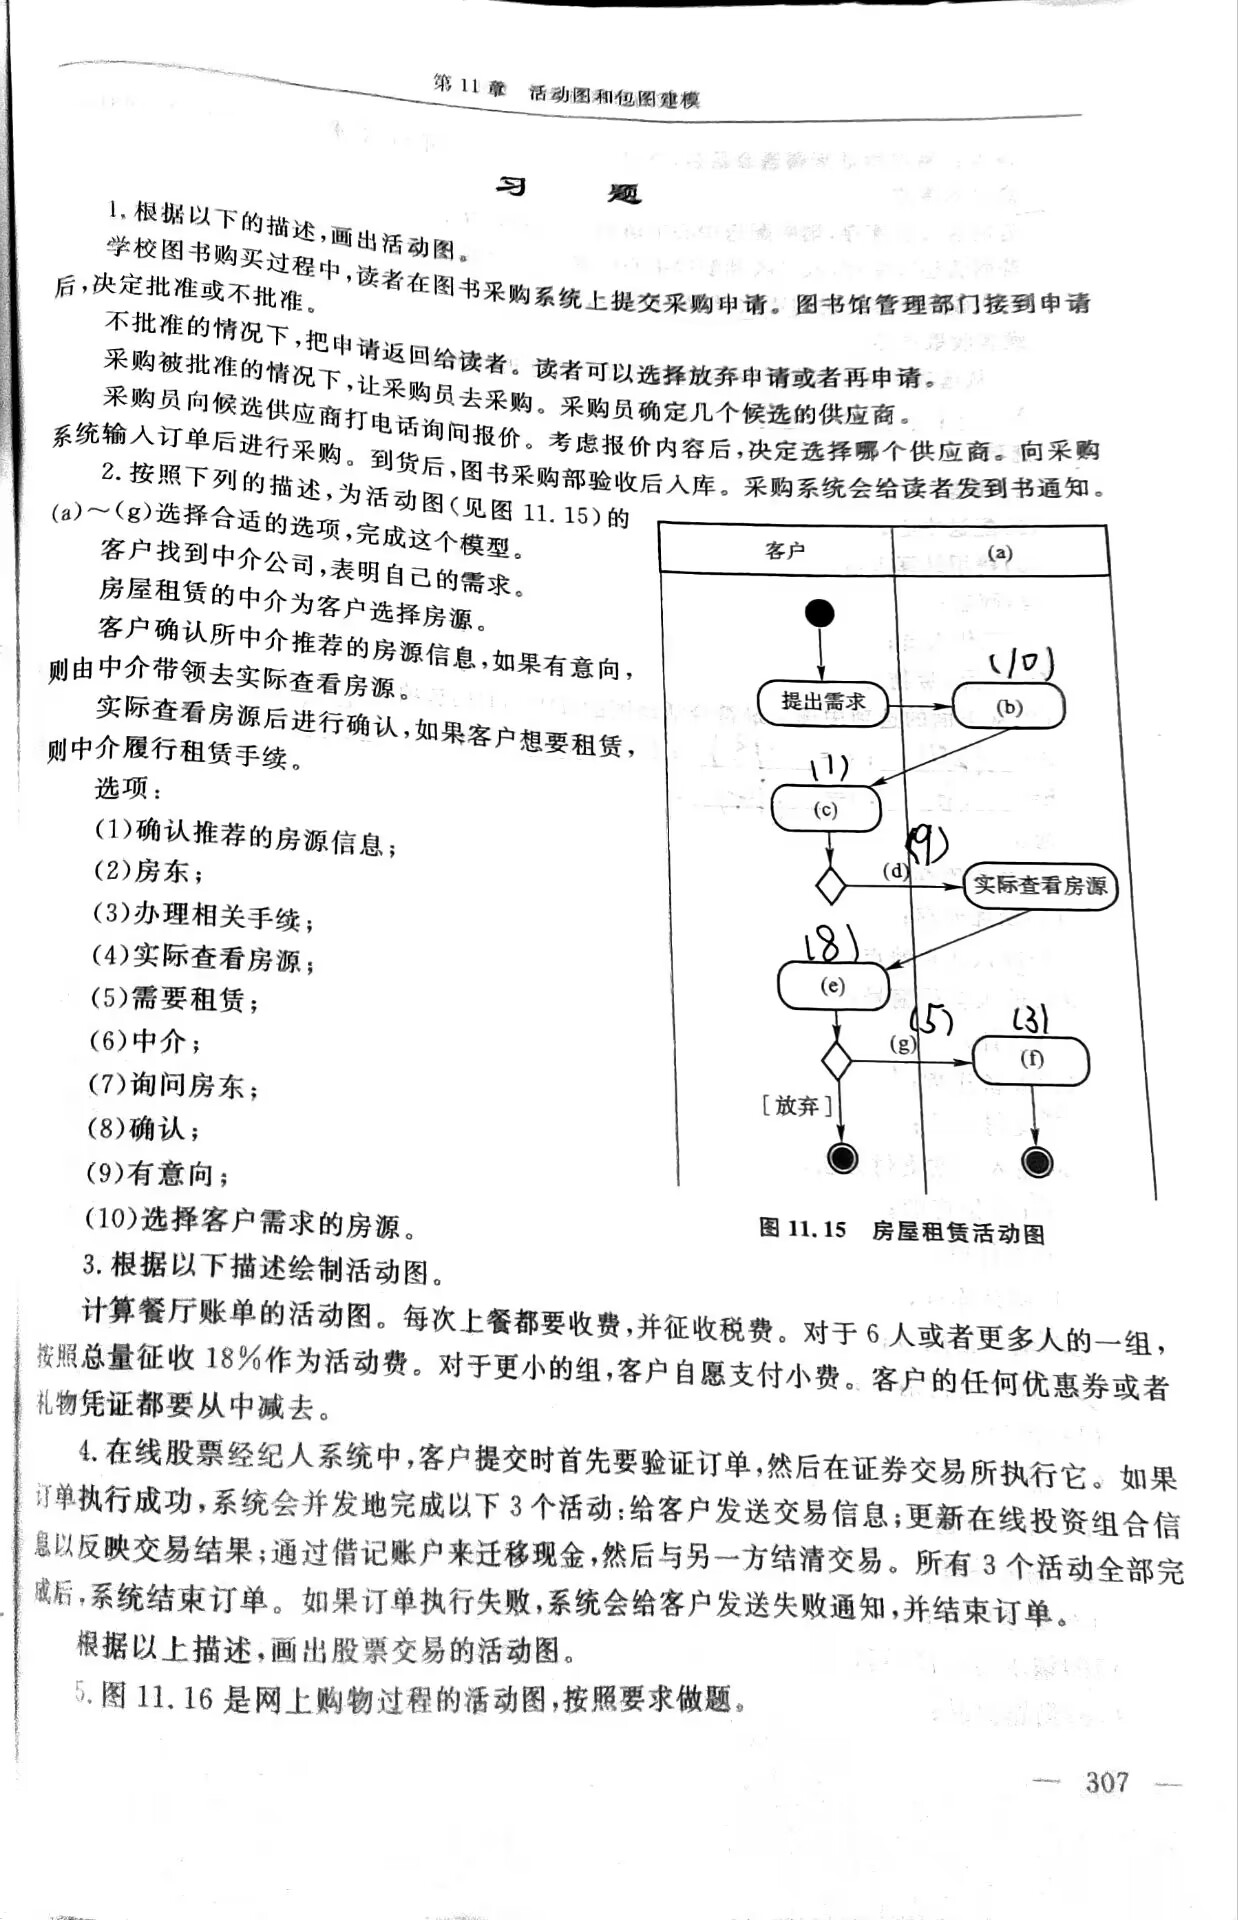 第11章 活动图和包图建模
习 题
1. 根据以下的描述,画出活动图。
学校图书购买过程中,读者在图书采购系统上提交采购申请。图书馆管理部门接到申请
后,决定批准或不批准。
不批准的情况下,把申请返回给读者。读者可以选择放弃申请或者再申请。
采购被批准的情况下,让采购员去采购。采购员确定几个候选的供应商。
采购员向候选供应商打电话询问报价。考虑报价内容后,决定选择哪个供应商。向采购
系统输入订单后进行采购。到货后,图书采购部验收后入库。采购系统会给读者发到书通知。
2. 按照下列的描述,为活动图(见图 11.15)的
(a)~(g)选择合适的选项,完成这个模型。
客户找到中介公司,表明自己的需求。
房屋租赁的中介为客户选择房源。
客户确认所中介推荐的房源信息,如果有意向,
则由中介带领去实际查看房源。
实际查看房源后进行确认,如果客户想要租赁,
则中介履行租赁手续。
选项:
(1)确认推荐的房源信息;
(2)房东;
(3)办理相关手续;
(4)实际查看房源;
(5)需要租赁;
(6)中介;
(7)询问房东;
(8)确认;
(9)有意向;
(10)选择客户需求的房源。
客户
(a)
(10)
提出需求
(b)
(1)
(c)
(9)
(d)
实际查看房源
(8)
(e)
(5)
(3)
(g)
(f)
[放弃]
图 11.15 房屋租赁活动图
3. 根据以下描述绘制活动图。
计算餐厅账单的活动图。每次上餐都要收费,并征收税费。对于 6 人或者更多人的一组,
按照总量征收 18%作为活动费。对于更小的组,客户自愿支付小费。客户的任何优惠券或者
礼物凭证都要从中减去。
4. 在线股票经纪人系统中,客户提交时首先要验证订单,然后在证券交易所执行它。如果
订单执行成功,系统会并发地完成以下 3 个活动:给客户发送交易信息;更新在线投资组合信
息以反映交易结果;通过借记账户来迁移现金,然后与另一方结清交易。所有 3 个活动全部完
成后,系统结束订单。如果订单执行失败,系统会给客户发送失败通知,并结束订单。
根据以上描述,画出股票交易的活动图。
5. 图 11.16 是网上购物过程的活动图,按照要求做题。
— 307 —